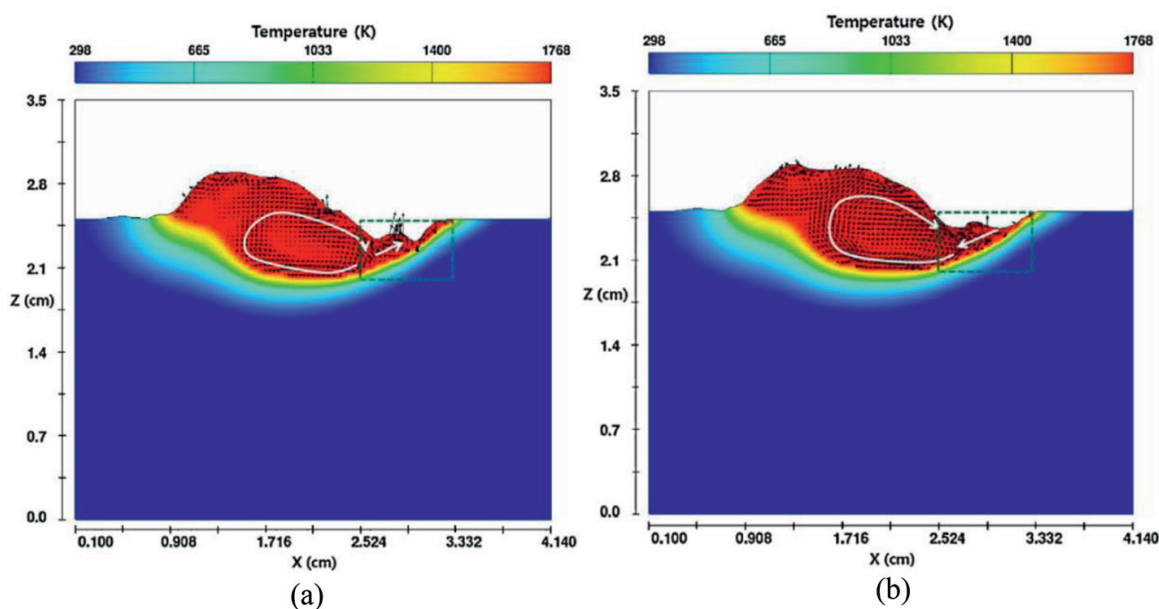 Temperature (K)
298 665 1033 1400 1768
3.5
2.8
2.1
Z (cm)
1.4
0.7
0.0
0.100 0.908 1.716 2.524 3.332 4.140
X (cm)
(a)
Temperature (K)
298 665 1033 1400 1768
3.5
2.8
2.1
Z (cm)
1.4
0.7
0.0
0.100 0.908 1.716 2.524 3.332 4.140
X (cm)
(b)